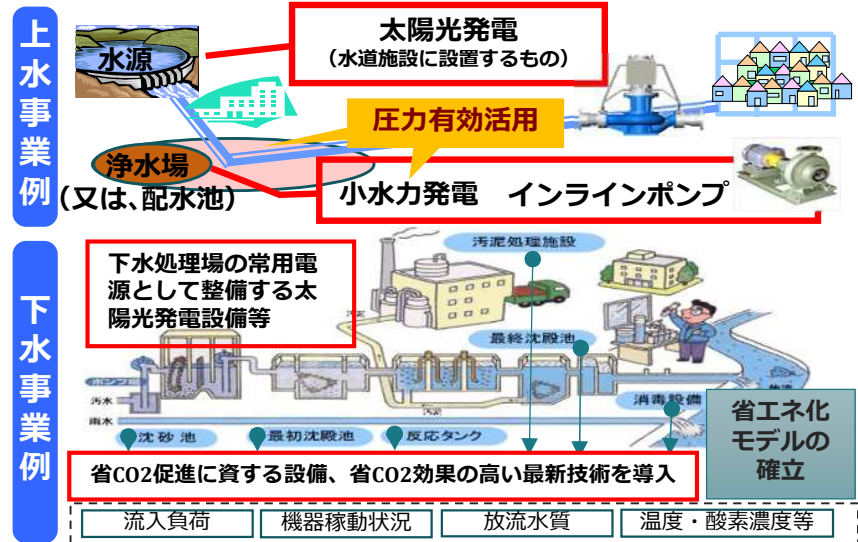 上水事業例
水源
太陽光発電
（水道施設に設置するもの）
圧力有効活用
浄水場
（又は、配水池）
小水力発電　インラインポンプ
下水事業例
下水処理場の常用電
源として整備する太
陽光発電設備等
汚泥処理施設
最終沈殿池
ポンプ
汚水
雨水
汚泥
汚泥
放流
消毒設備
沈砂池
最初沈殿池
反応タンク
省エネ化
モデルの
確立
省CO2促進に資する設備、省CO2効果の高い最新技術を導入
流入負荷
機器稼動状況
放流水質
温度・酸素濃度等